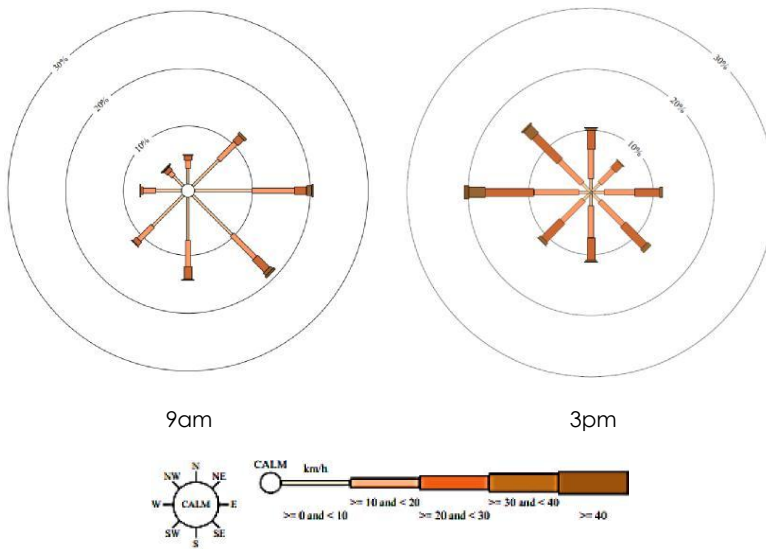 30%
20%
10%
30%
20%
10%
9am
3pm
N
NW NE
W CALM E
SW SE
S
CALM km/h
>= 10 and < 20 >= 30 and < 40
>= 0 and < 10 >= 20 and < 30 >= 40